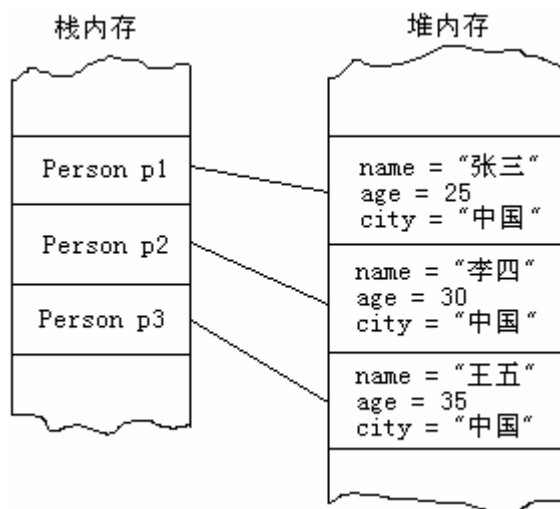 栈内存
堆内存
Person p1
Person p2
Person p3
name = "张三"
age = 25
city = "中国"
name = "李四"
age = 30
city = "中国"
name = "王五"
age = 35
city = "中国"